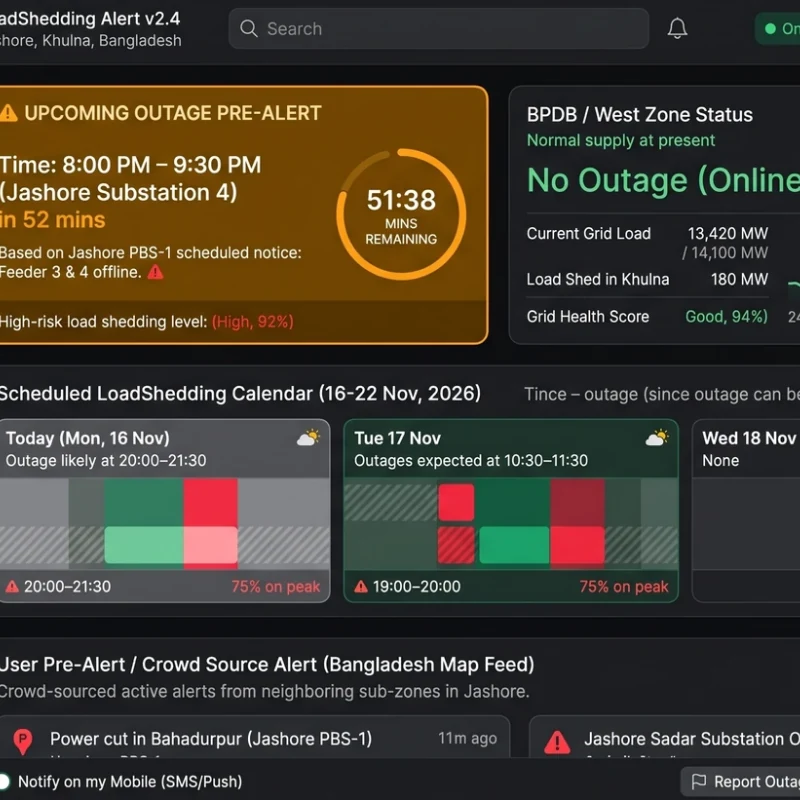 adShedding Alert v2.4
shore, Khulna, Bangladesh
Search
On
UPCOMING OUTAGE PRE-ALERT
Time: 8:00 PM – 9:30 PM
(Jashore Substation 4)
in 52 mins
Based on Jashore PBS-1 scheduled notice:
Feeder 3 & 4 offline.
51:38
MINS
REMAINING
High-risk load shedding level: (High, 92%)
BPDB / West Zone Status
Normal supply at present
No Outage (Online
Current Grid Load 13,420 MW
/ 14,100 MW
Load Shed in Khulna 180 MW
Grid Health Score Good, 94%) 24
Scheduled LoadShedding Calendar (16-22 Nov, 2026)
Tince – outage (since outage can be
Today (Mon, 16 Nov)
Outage likely at 20:00–21:30
20:00–21:30 75% on peak
Tue 17 Nov
Outages expected at 10:30–11:30
19:00–20:00 75% on peak
Wed 18 Nov
None
User Pre-Alert / Crowd Source Alert (Bangladesh Map Feed)
Crowd-sourced active alerts from neighboring sub-zones in Jashore.
P
Power cut in Bahadurpur (Jashore PBS-1) 11m ago
Jashore Sadar Substation O
Notify on my Mobile (SMS/Push)
Report Outag